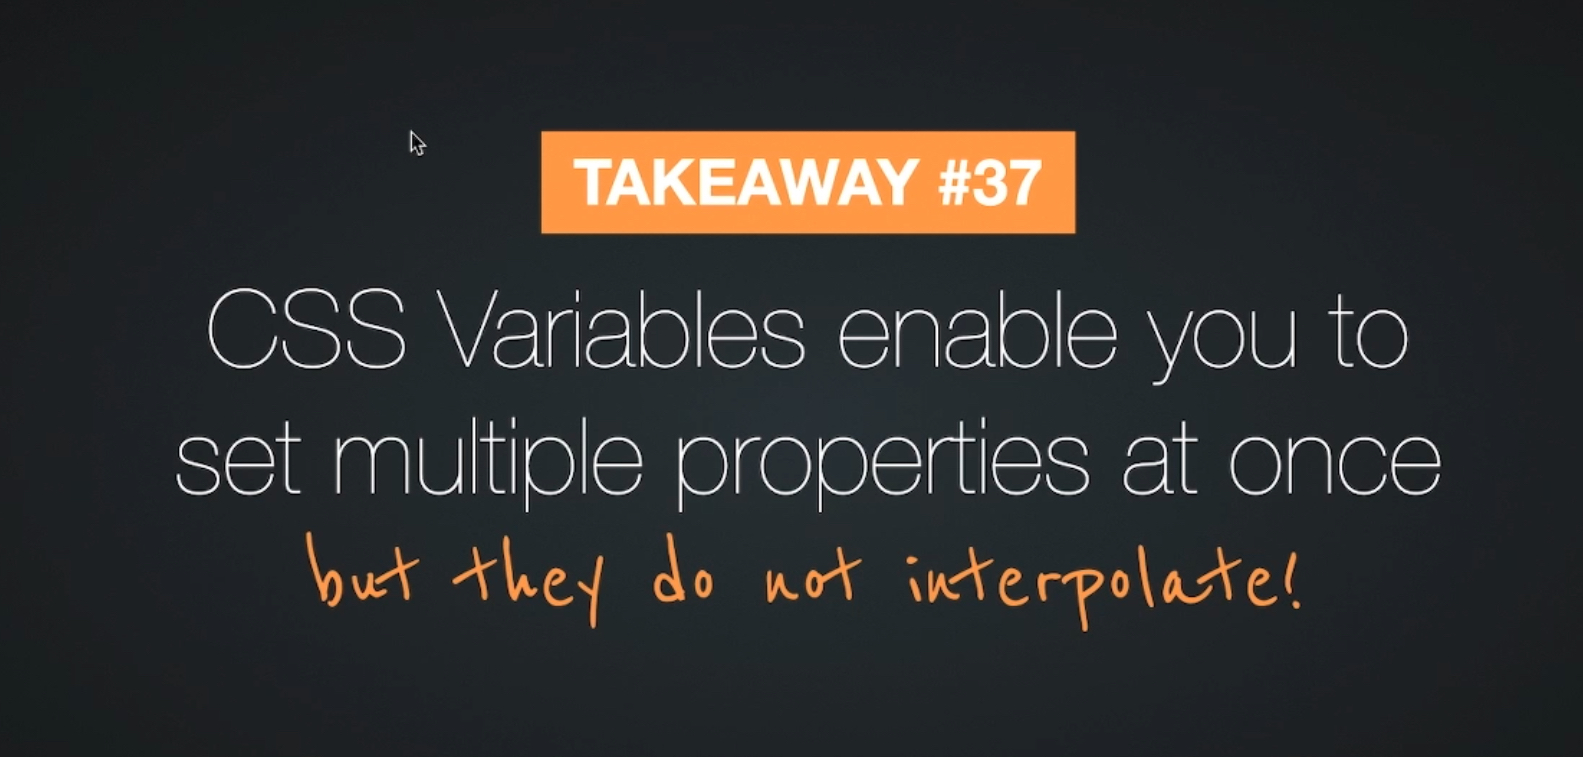 TAKEAWAY #37
CSS Variables enable you to
set multiple properties at once
but they do not interpolate!